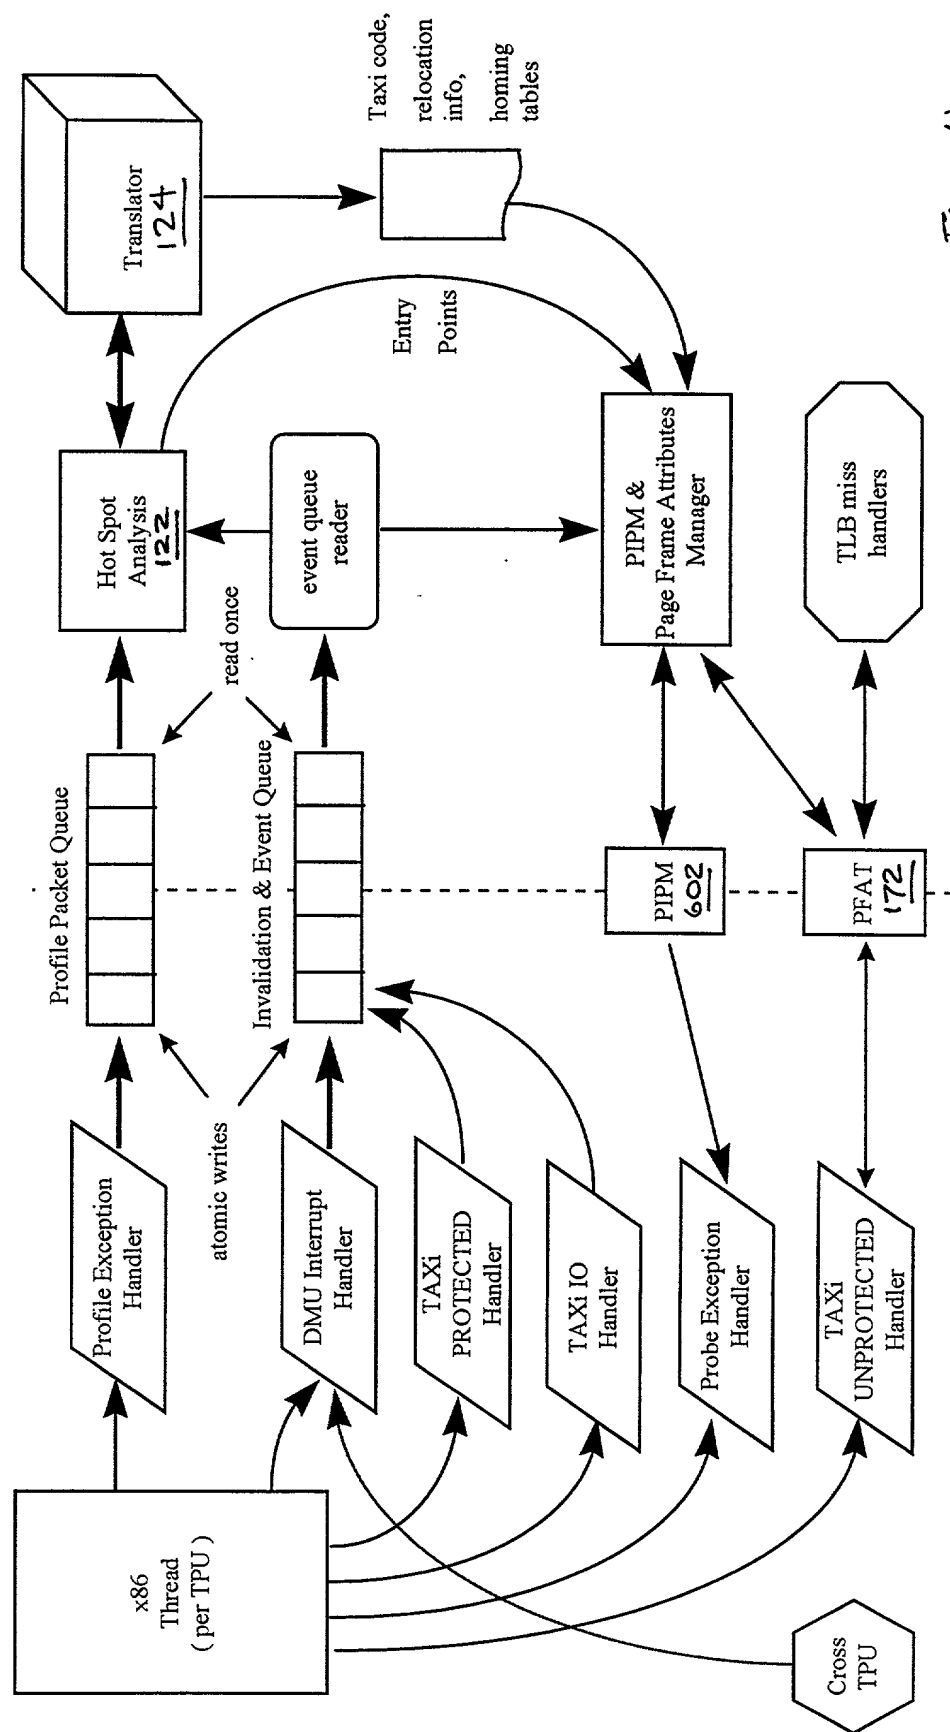 x86
Thread
( per TPU )
Profile Exception
Handler
Profile Packet Queue
Hot Spot
Analysis
122
Translator
124
atomic writes
read once
DMU Interrupt
Handler
Invalidation & Event Queue
event queue
reader
Entry
Points
Taxi code,
relocation
info,
homing
tables
TAXi
PROTECTED
Handler
TAXi IO
Handler
Probe Exception
Handler
PIPM
602
PIPM &
Page Frame Attributes
Manager
Cross
TPU
TAXi
UNPROTECTED
Handler
PFAT
172
TLB miss
handlers